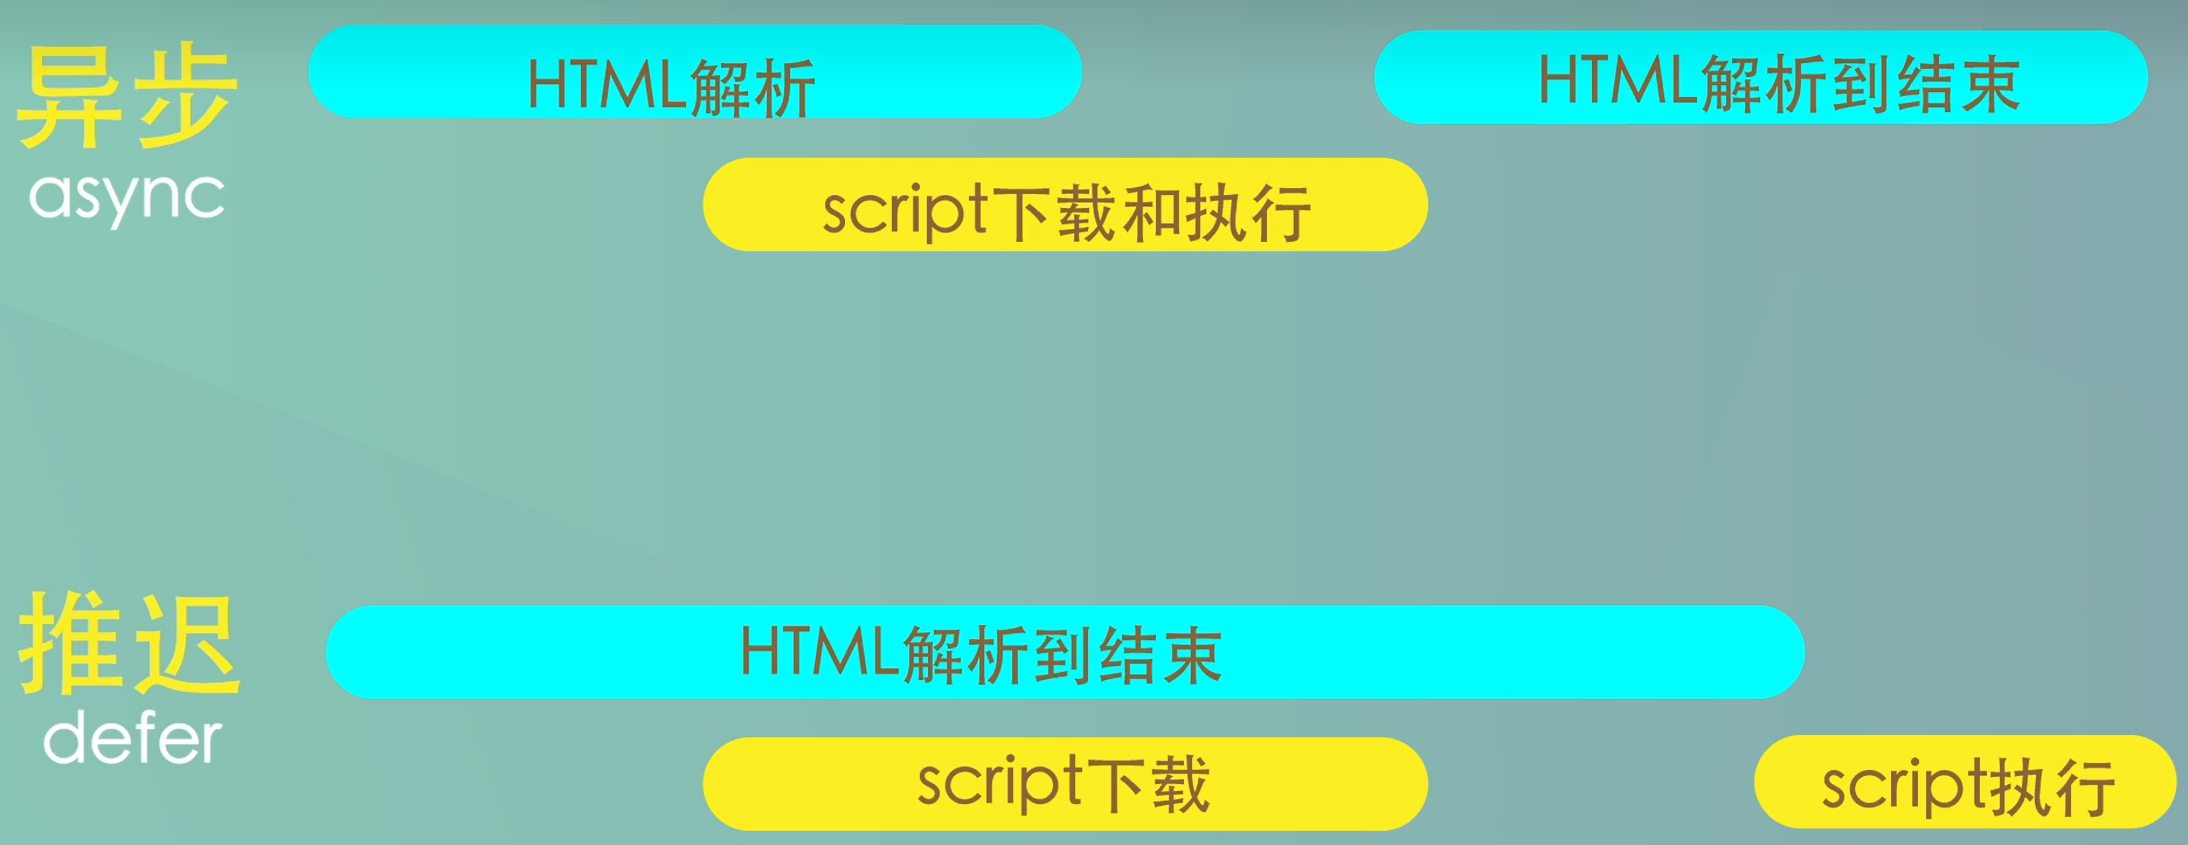 异步
async
HTML解析
HTML解析到结束
script下载和执行
推迟
defer
HTML解析到结束
script下载
script执行